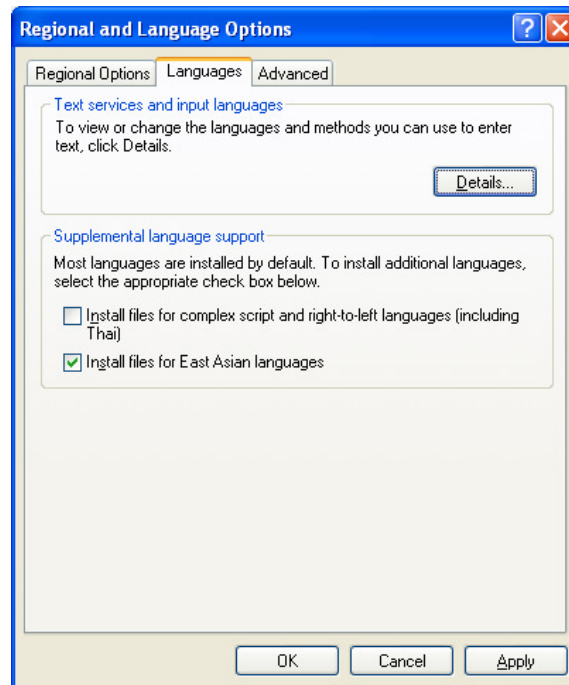 Regional and Language Options
Regional Options
Languages
Advanced
Text services and input languages
To view or change the languages and methods you can use to enter
text, click Details.
Details...
Supplemental language support
Most languages are installed by default. To install additional languages,
select the appropriate check box below.
Install files for complex script and right-to-left languages (including
Thai)
Install files for East Asian languages
OK
Cancel
Apply